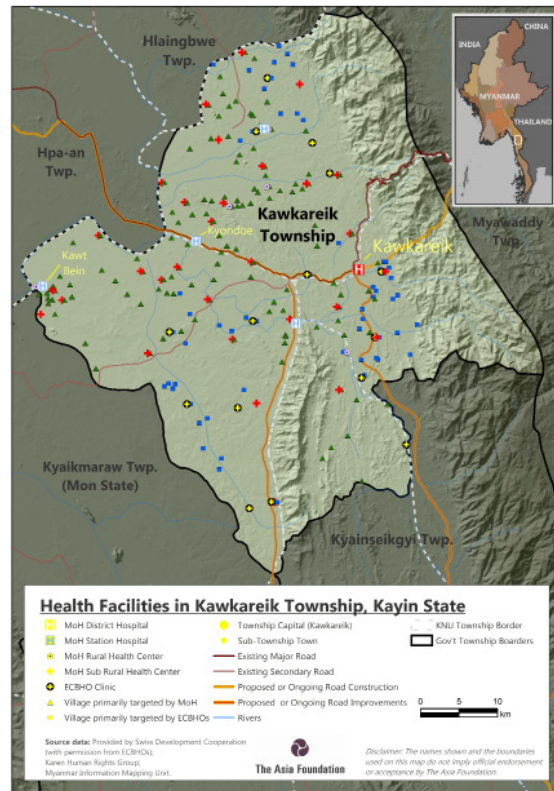 CHINA
INDIA
MYANMAR
THAILAND
Hlaingbwe
Twp.
Hpa-an
Twp.
Myawaddy
Twp.
Kyondoe
Kawkareik
Township
Kawkareik
Kawt
Bein
Kyaikmaraw Twp.
(Mon State)
Kyainseikgyi Twp.
Health Facilities in Kawkareik Township, Kayin State
H MoH District Hospital
H MoH Station Hospital
MoH Rural Health Center
MoH Sub Rural Health Center
ECBHO Clinic
Village primarily targeted by MoH
Village primarily targeted by ECBHOs
Township Capital (Kawkareik)
Sub-Township Town
Existing Major Road
Existing Secondary Road
Proposed or Ongoing Road Construction
Proposed or Ongoing Road Improvements
Rivers
KNU Township Border
Gov't Township Boarders
0 5 10
km
Source data: Provided by Swiss Development Cooperation
(with permission from ECBHOs);
Karen Human Rights Group;
Myanmar Information Mapping Unit.
The Asia Foundation
Disclaimer: The names shown and the boundaries
used on this map do not imply official endorsement
or acceptance by The Asia Foundation.